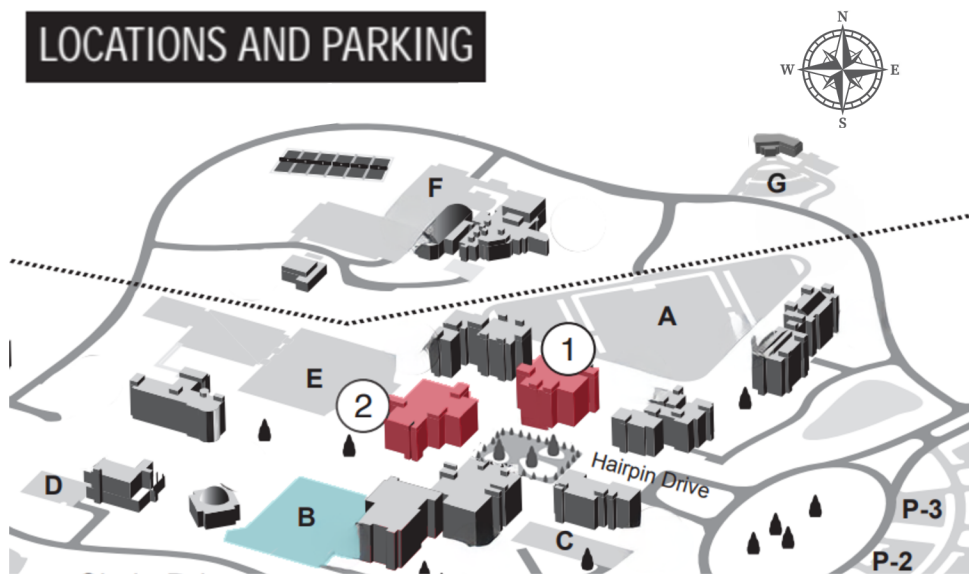 LOCATIONS AND PARKING
N
W E
S
G
F
A
1
E
2
Hairpin Drive
D
B
P-3
C
P-2